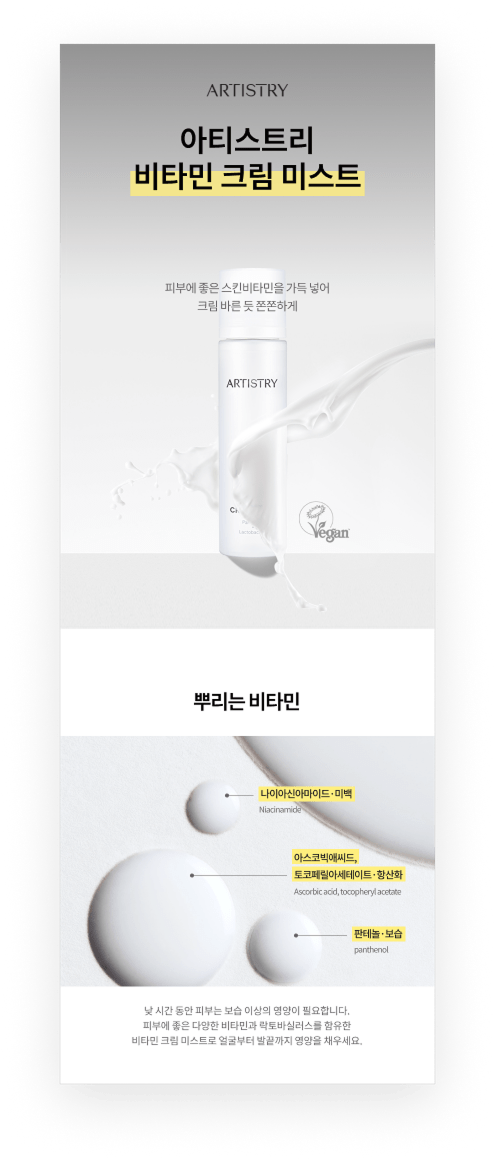 ARTISTRY
아티스트리
비타민 크림 미스트
피부에 좋은 스킨비타민을 가득 넣어
크림 바른 듯 쫀쫀하게
ARTISTRY
Vegan
뿌리는 비타민
나이아신아마이드·미백
Niacinamide
아스코빅애씨드,
토코페릴아세테이트·항산화
Ascorbic acid, tocopheryl acetate
판테놀·보습
panthenol
낮 시간 동안 피부는 보습 이상의 영양이 필요합니다.
피부에 좋은 다양한 비타민과 락토바실러스를 함유한
비타민 크림 미스트로 얼굴부터 발끝까지 영양을 채우세요.